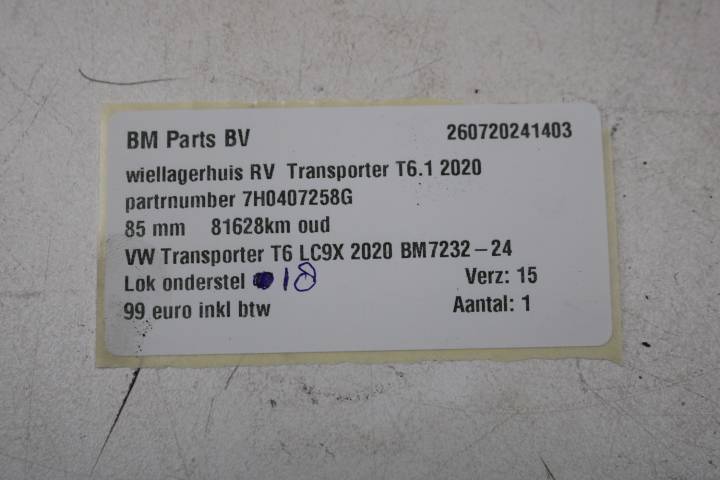 BM Parts BV 260720241403
wiellagerhuis RV Transporter T6.1 2020
partrnumber 7H0407258G
85 mm 81628km oud
VW Transporter T6 LC9X 2020 BM7232-24
Lok onderstel 18 Verz: 15
99 euro inkl btw Aantal: 1